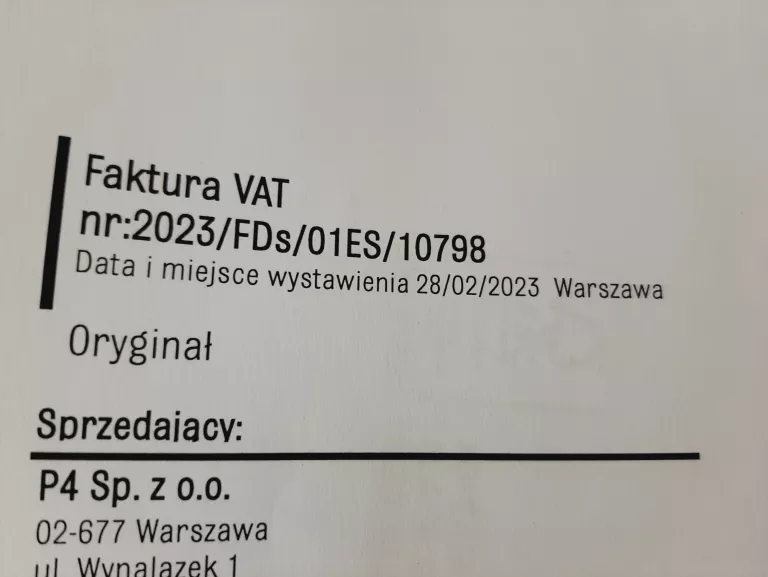 Faktura VAT
nr:2023/FDs/01ES/10798
Data i miejsce wystawienia 28/02/2023 Warszawa
Oryginał
Sprzedający:
P4 Sp. z o.o.
02-677 Warszawa
ul. Wynalazek 1